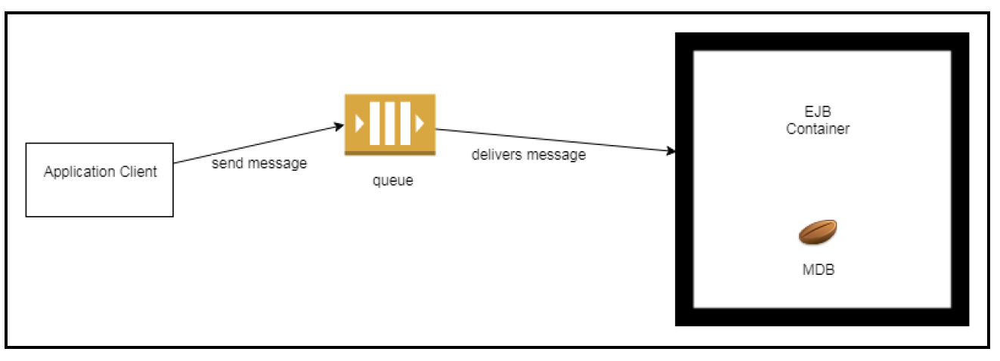 Application Client
send message
queue
delivers message
EJB
Container
MDB